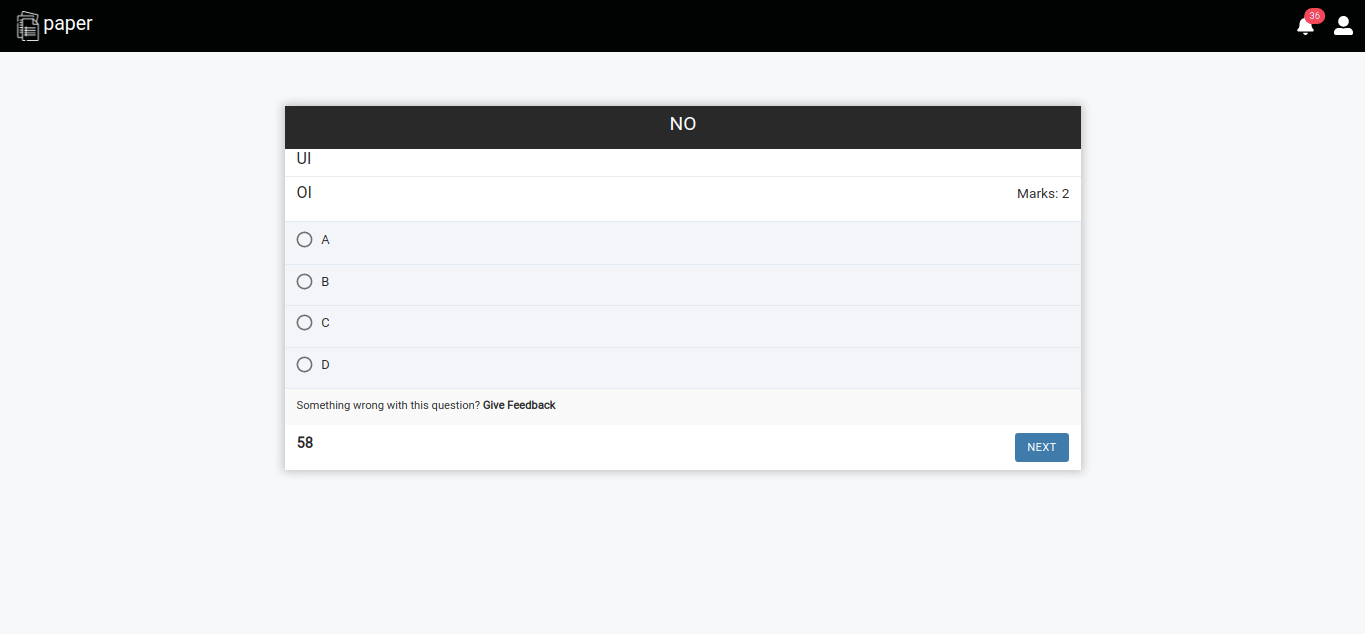 paper
36
NO
UI
OI Marks: 2
A
B
C
D
Something wrong with this question? Give Feedback
58
NEXT